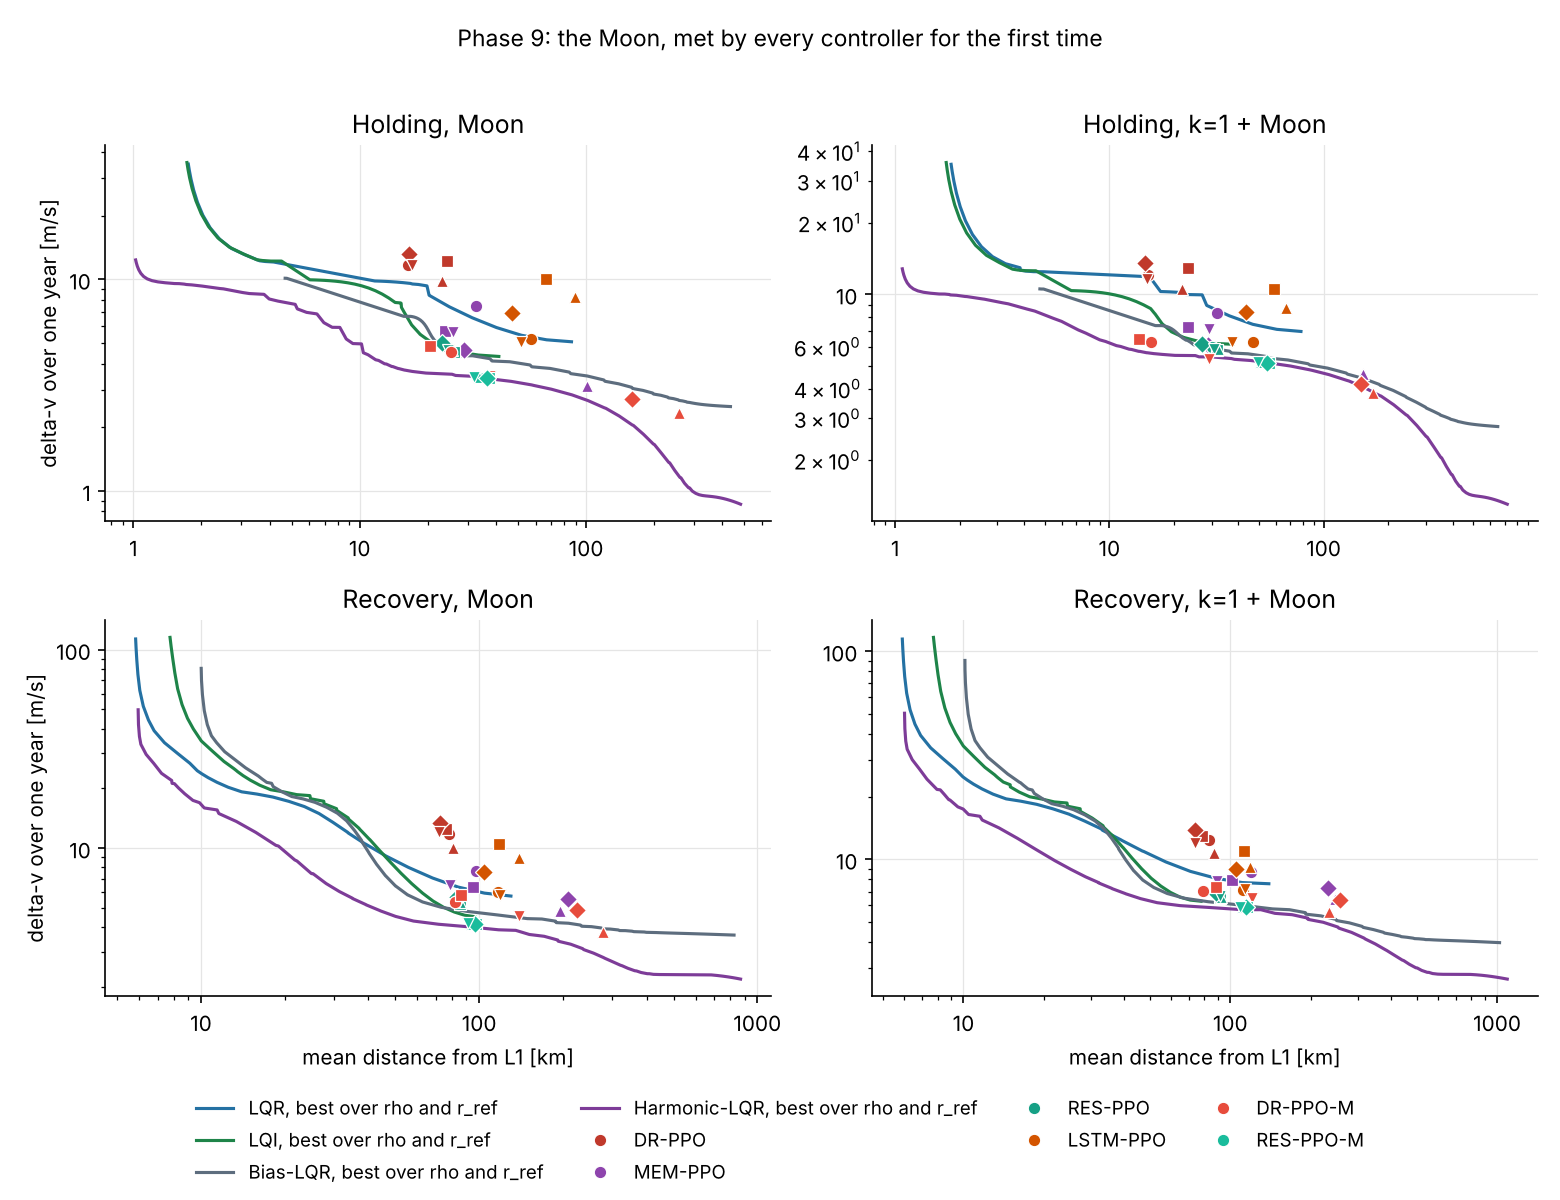 Phase 9: the Moon, met by every controller for the first time
Holding, Moon
delta-v over one year [m/s]
10
1
1
10
100
Holding, k=1 + Moon
4 × 10¹
3 × 10¹
2 × 10¹
10
6 × 10⁰
4 × 10⁰
3 × 10⁰
2 × 10⁰
1
10
100
Recovery, Moon
delta-v over one year [m/s]
100
10
10
100
1000
mean distance from L1 [km]
Recovery, k=1 + Moon
100
10
10
100
1000
mean distance from L1 [km]
LQR, best over rho and r_ref
LQI, best over rho and r_ref
Bias-LQR, best over rho and r_ref
Harmonic-LQR, best over rho and r_ref
DR-PPO
MEM-PPO
RES-PPO
LSTM-PPO
DR-PPO-M
RES-PPO-M